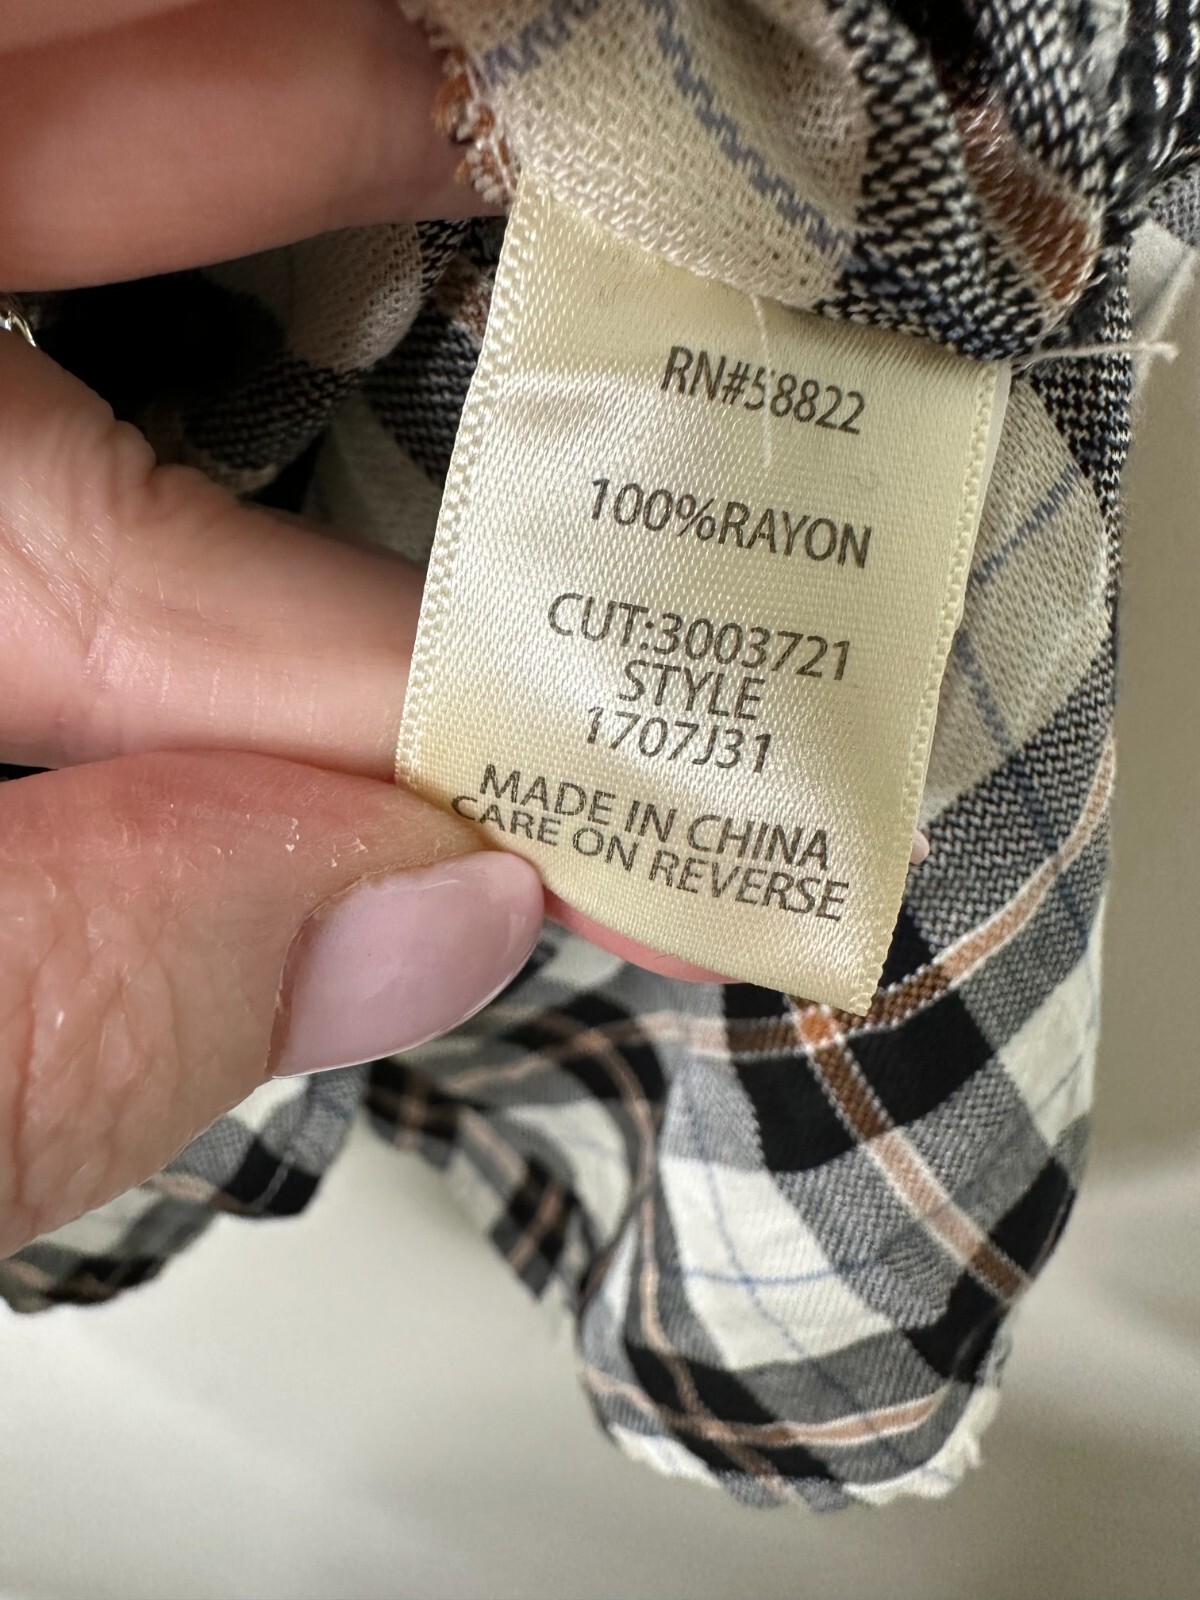 RN#58822
100%RAYON
CUT:3003721
STYLE
1707J31
MADE IN CHINA
CARE ON REVERSE